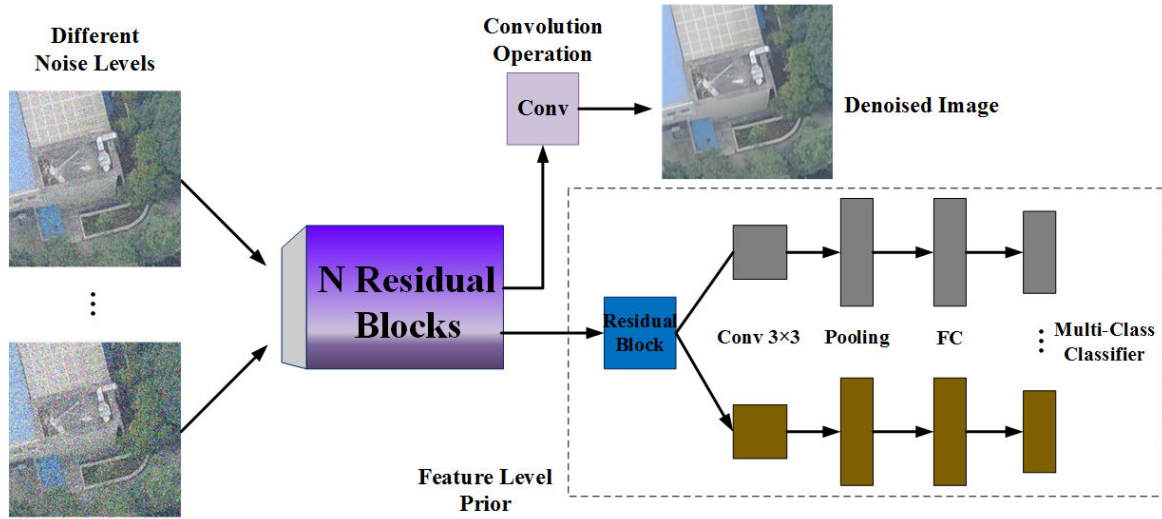 Different
Noise Levels
Convolution
Operation
Conv
Denoised Image
N Residual
Blocks
Residual
Block
Conv 3×3
Pooling
FC
Multi-Class
Classifier
Feature Level
Prior